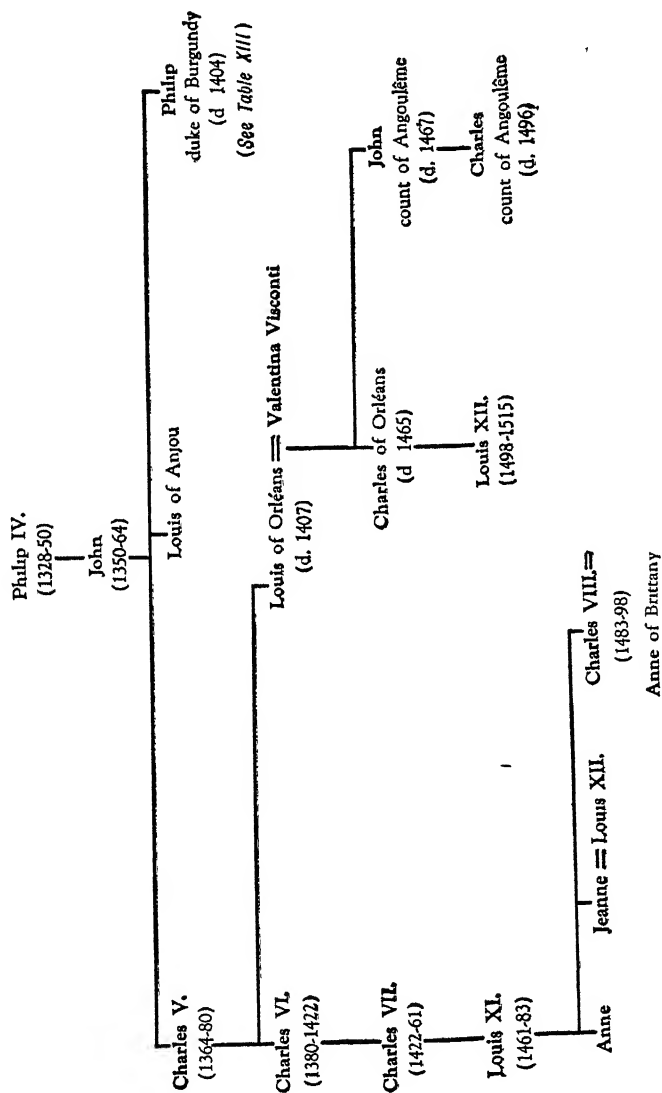 Philip IV.
(1328-50)
John
(1350-64)
Charles V.
(1364-80)
Louis of Anjou
Philip
duke of Burgundy
(d 1404)
(See Table XIII)
Charles VI.
(1380-1422)
Louis of Orléans = Valentina Visconti
(d. 1407)
Charles VII.
(1422-61)
Charles of Orléans
(d 1465)
John
count of Angoulême
(d. 1467)
Louis XI.
(1461-83)
Louis XII.
(1498-1515)
Charles
count of Angoulême
(d. 1496)
Anne
Jeanne = Louis XII.
Charles VIII. =
(1483-98)
Anne of Brittany